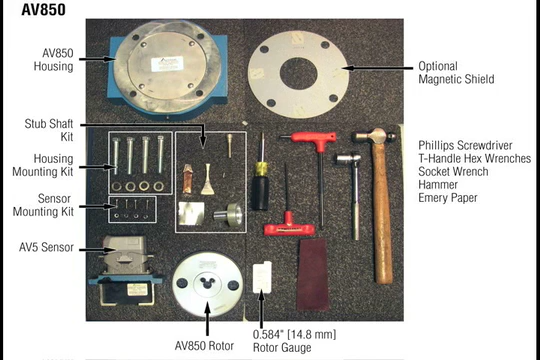 AV850
AV850
Housing
Optional
Magnetic Shield
Stub Shaft
Kit
Housing
Mounting Kit
Phillips Screwdriver
T-Handle Hex Wrenches
Socket Wrench
Hammer
Emery Paper
Sensor
Mounting Kit
AV5 Sensor
AV850 Rotor
0.584" [14.8 mm]
Rotor Gauge